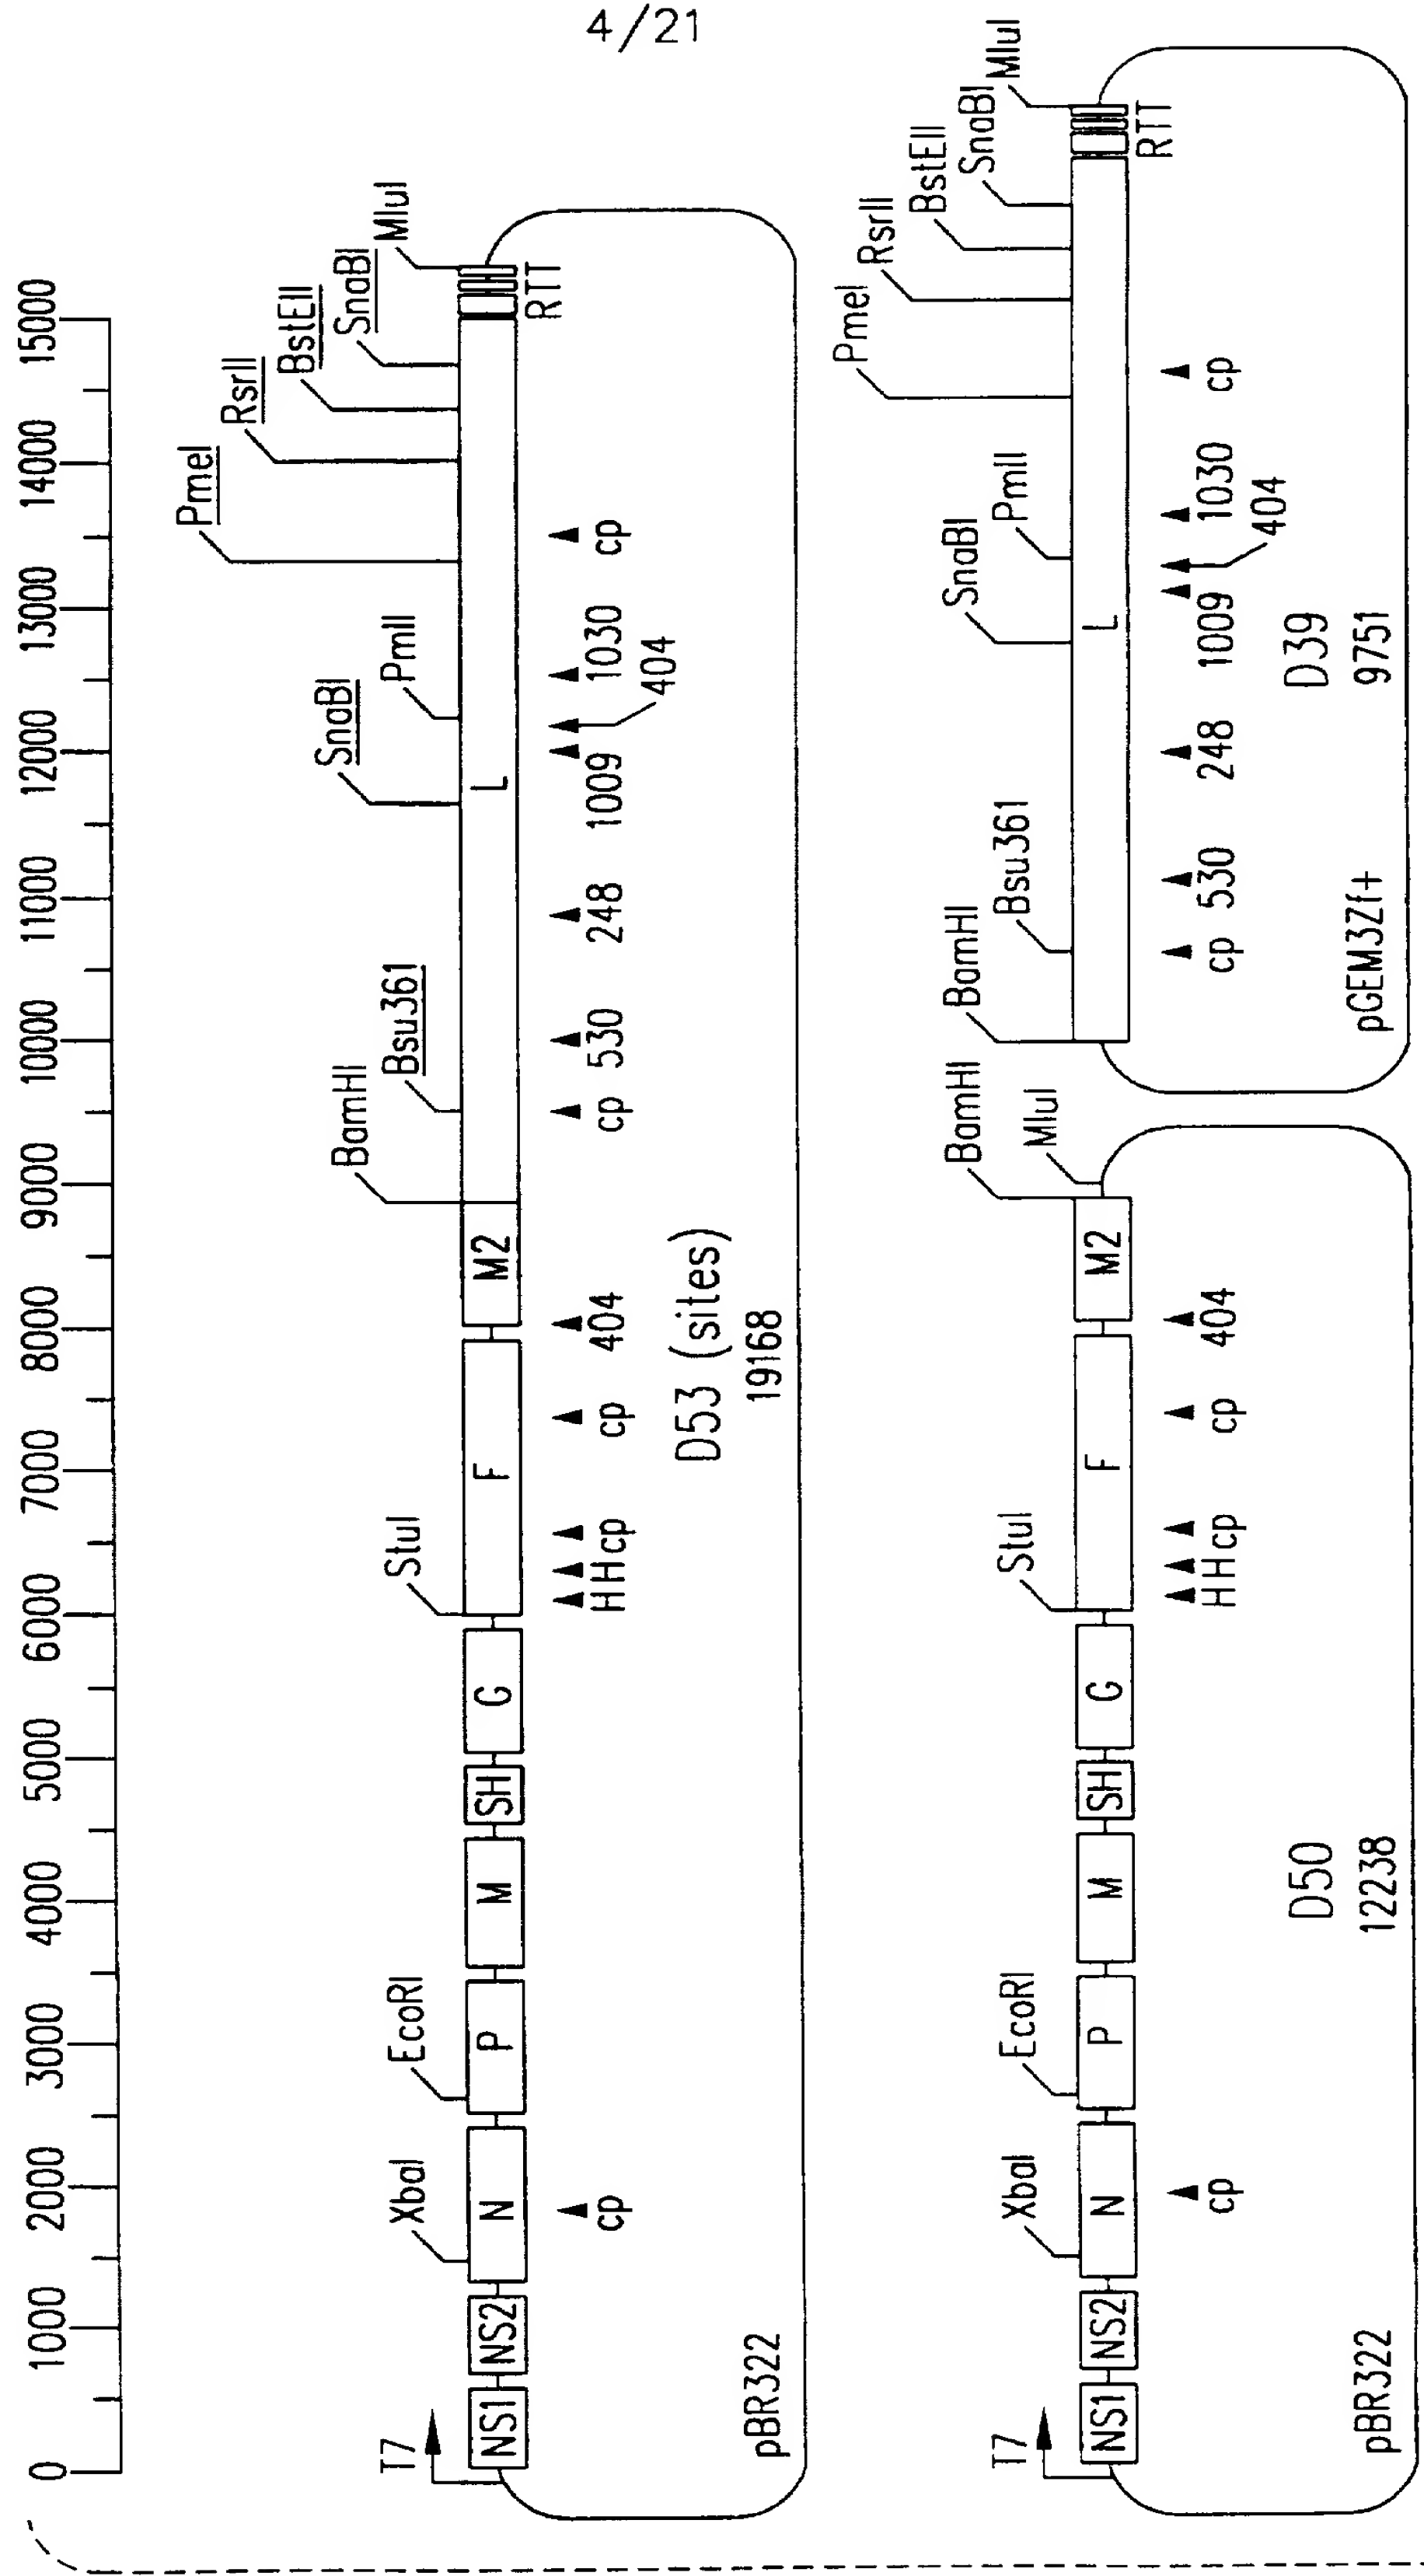 4/21
0 1000 2000 3000 4000 5000 6000 7000 8000 9000 10000 11000 12000 13000 14000 15000
PmeI
RsrII
BstEII
SnaBI
MluI
SnaBI
PmlI
BamHI
Bsu361
StuI
EcoRI
XbaI
T7
NS1 NS2 N P M SH G F M2 L
RTT
cp HHcp cp 404 cp 530 248 1009 1030 cp
404
D53 (sites)
19168
pBR322
T7
XbaI
EcoRI
StuI
BamHI
MluI
NS1 NS2 N P M SH G F M2
cp HHcp cp 404
D50
12238
pBR322
PmeI
RsrII
BstEII
SnaBI
MluI
BamHI
Bsu361
SnaBI
PmlI
L
RTT
cp 530 248 1009 1030 cp
404
D39
9751
pGEM3Zf+